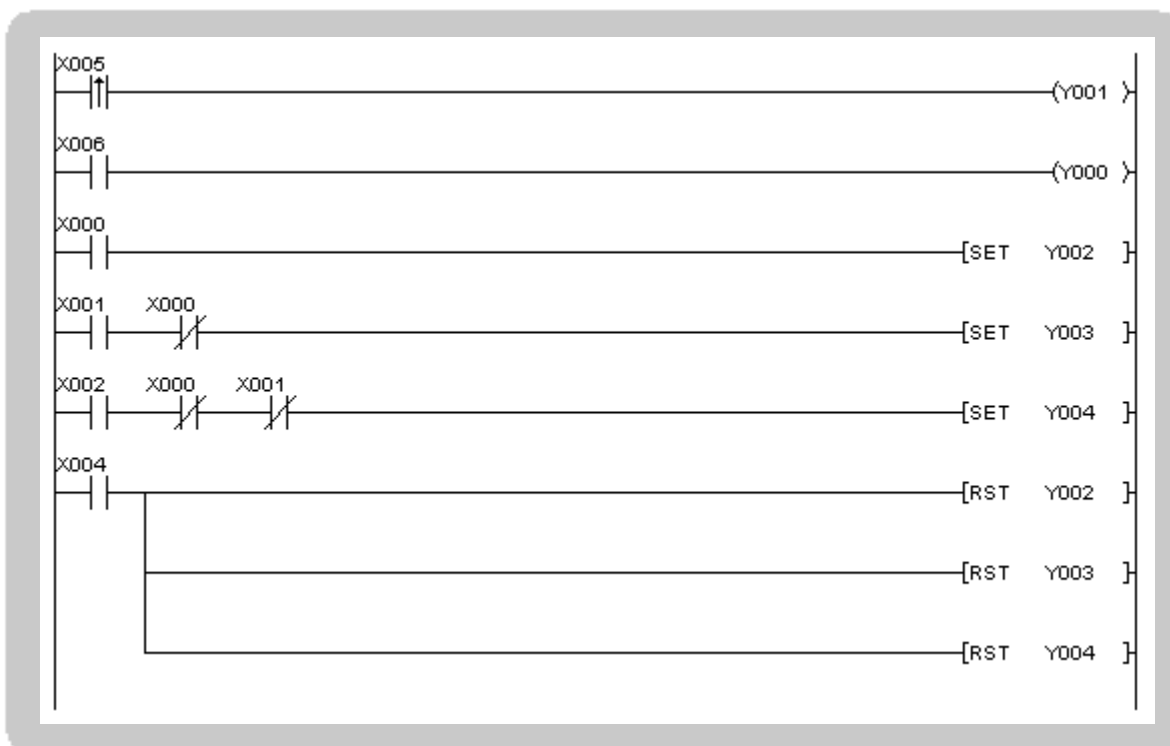 X005
(Y001 )
X006
(Y000 )
X000
[SET Y002 ]
X001 X000
[SET Y003 ]
X002 X000 X001
[SET Y004 ]
X004
[RST Y002 ]
[RST Y003 ]
[RST Y004 ]